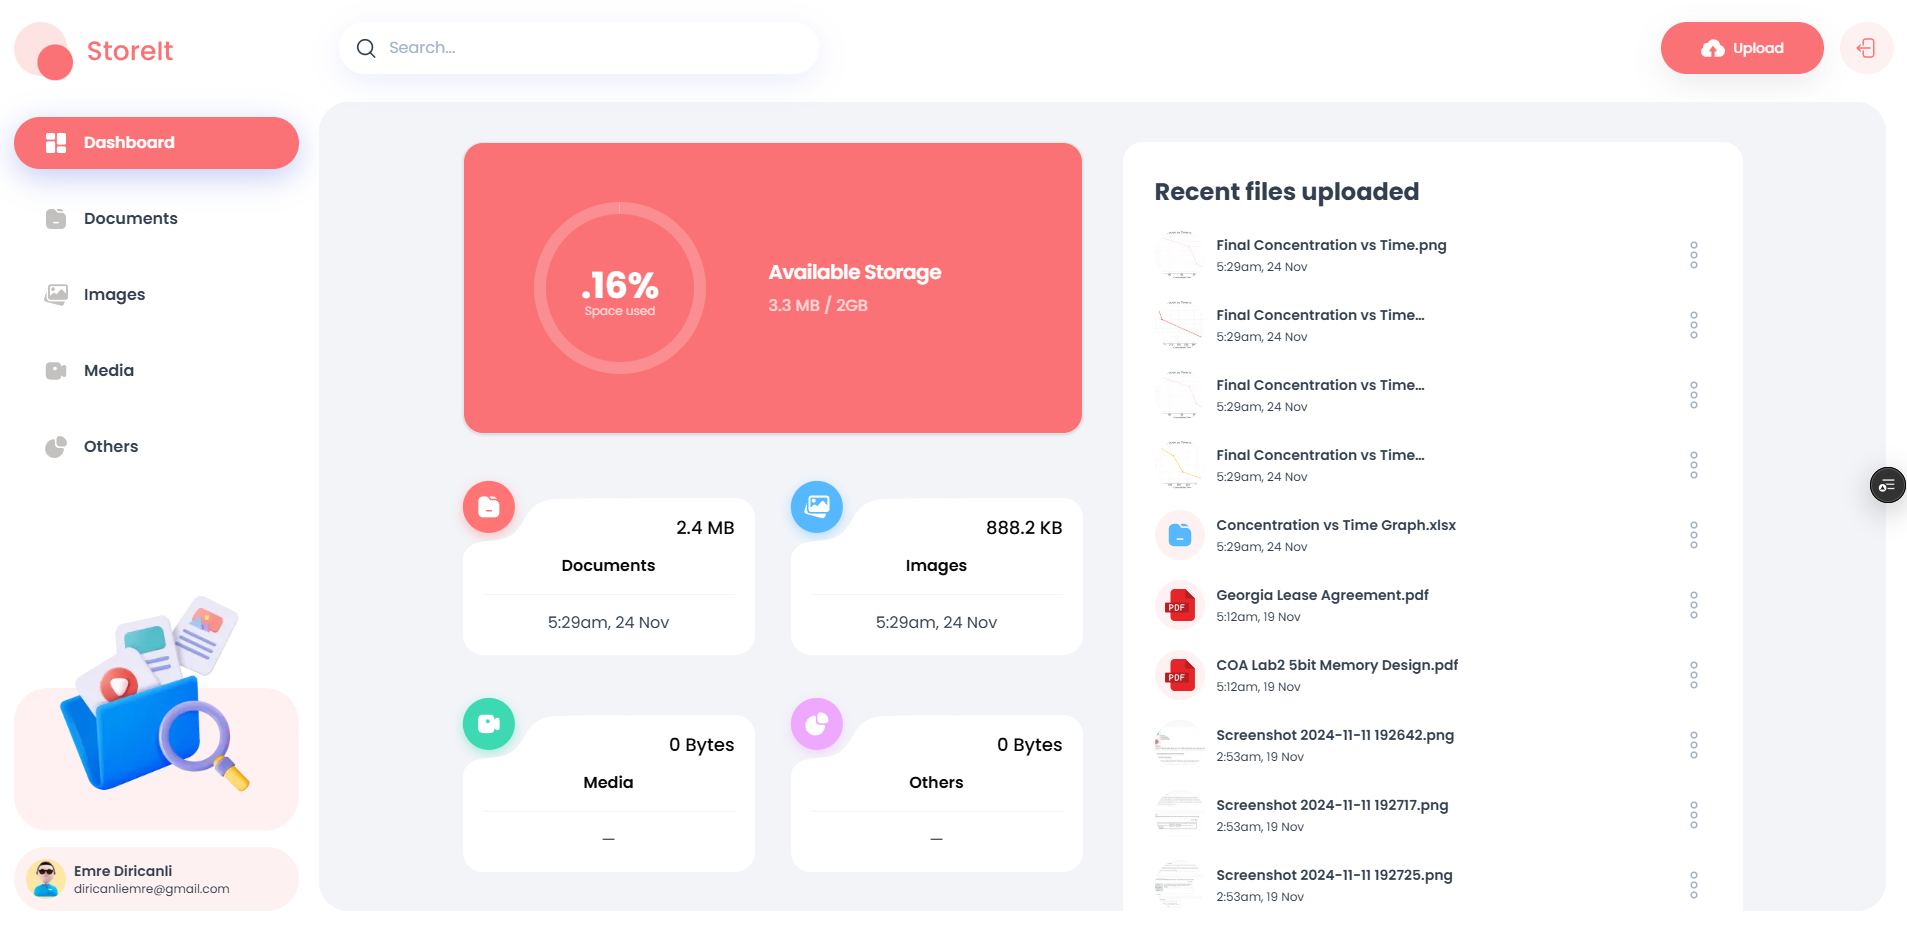 StoreIt
Search...
Upload
Dashboard
Documents
Images
Media
Others
Emre Diricanli
diricanliemre@gmail.com
.16%
Space used
Available Storage
3.3 MB / 2GB
2.4 MB
Documents
5:29am, 24 Nov
888.2 KB
Images
5:29am, 24 Nov
0 Bytes
Media
—
0 Bytes
Others
—
Recent files uploaded
Final Concentration vs Time.png
5:29am, 24 Nov
Final Concentration vs Time...
5:29am, 24 Nov
Final Concentration vs Time...
5:29am, 24 Nov
Final Concentration vs Time...
5:29am, 24 Nov
Concentration vs Time Graph.xlsx
5:29am, 24 Nov
PDF
Georgia Lease Agreement.pdf
5:12am, 19 Nov
PDF
COA Lab2 5bit Memory Design.pdf
5:12am, 19 Nov
Screenshot 2024-11-11 192642.png
2:53am, 19 Nov
Screenshot 2024-11-11 192717.png
2:53am, 19 Nov
Screenshot 2024-11-11 192725.png
2:53am, 19 Nov